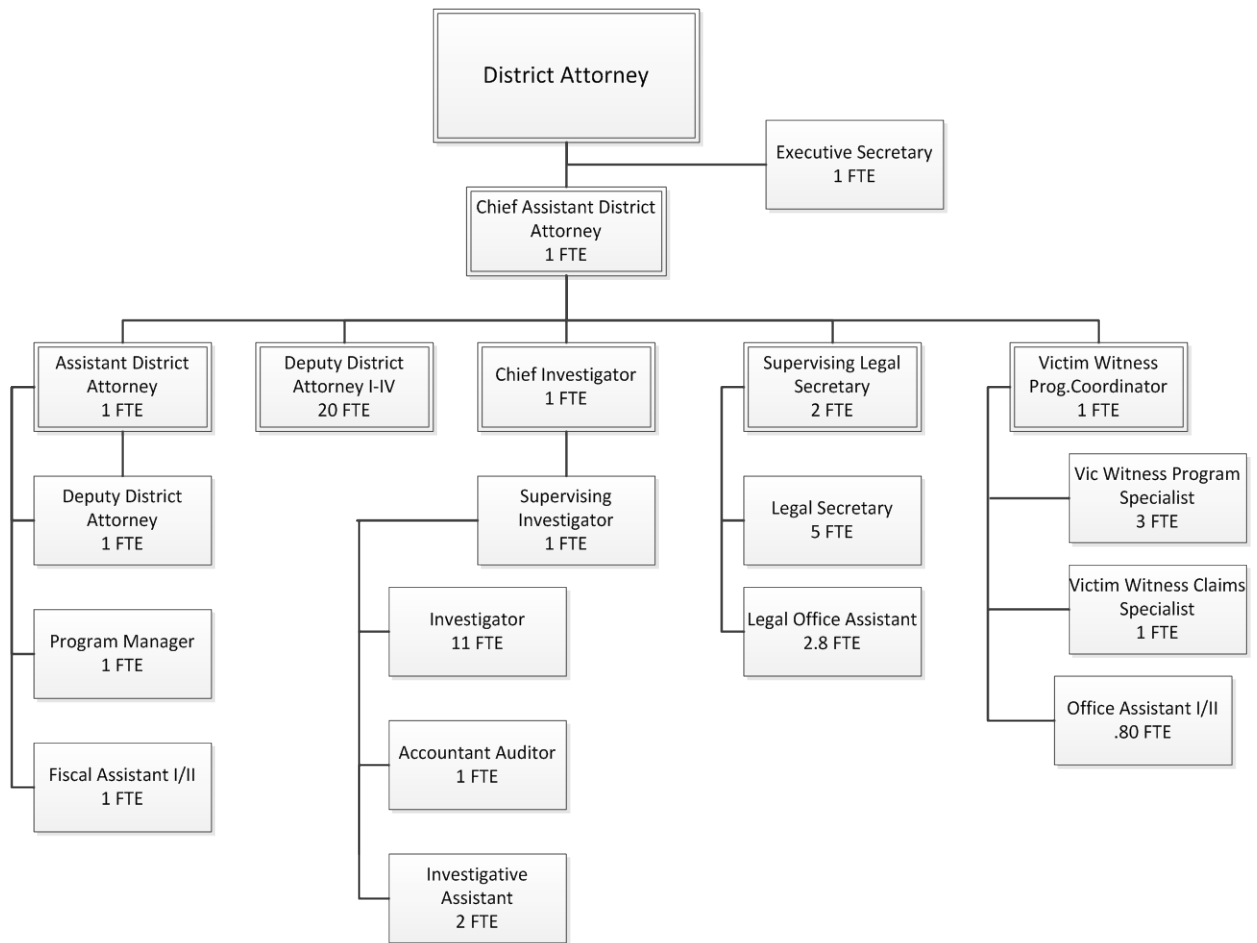 District Attorney
Executive Secretary
1 FTE
Chief Assistant District
Attorney
1 FTE
Assistant District
Attorney
1 FTE
Deputy District
Attorney I-IV
20 FTE
Chief Investigator
1 FTE
Supervising Legal
Secretary
2 FTE
Victim Witness
Prog.Coordinator
1 FTE
Deputy District
Attorney
1 FTE
Program Manager
1 FTE
Fiscal Assistant I/II
1 FTE
Supervising
Investigator
1 FTE
Investigator
11 FTE
Accountant Auditor
1 FTE
Investigative
Assistant
2 FTE
Legal Secretary
5 FTE
Legal Office Assistant
2.8 FTE
Vic Witness Program
Specialist
3 FTE
Victim Witness Claims
Specialist
1 FTE
Office Assistant I/II
.80 FTE